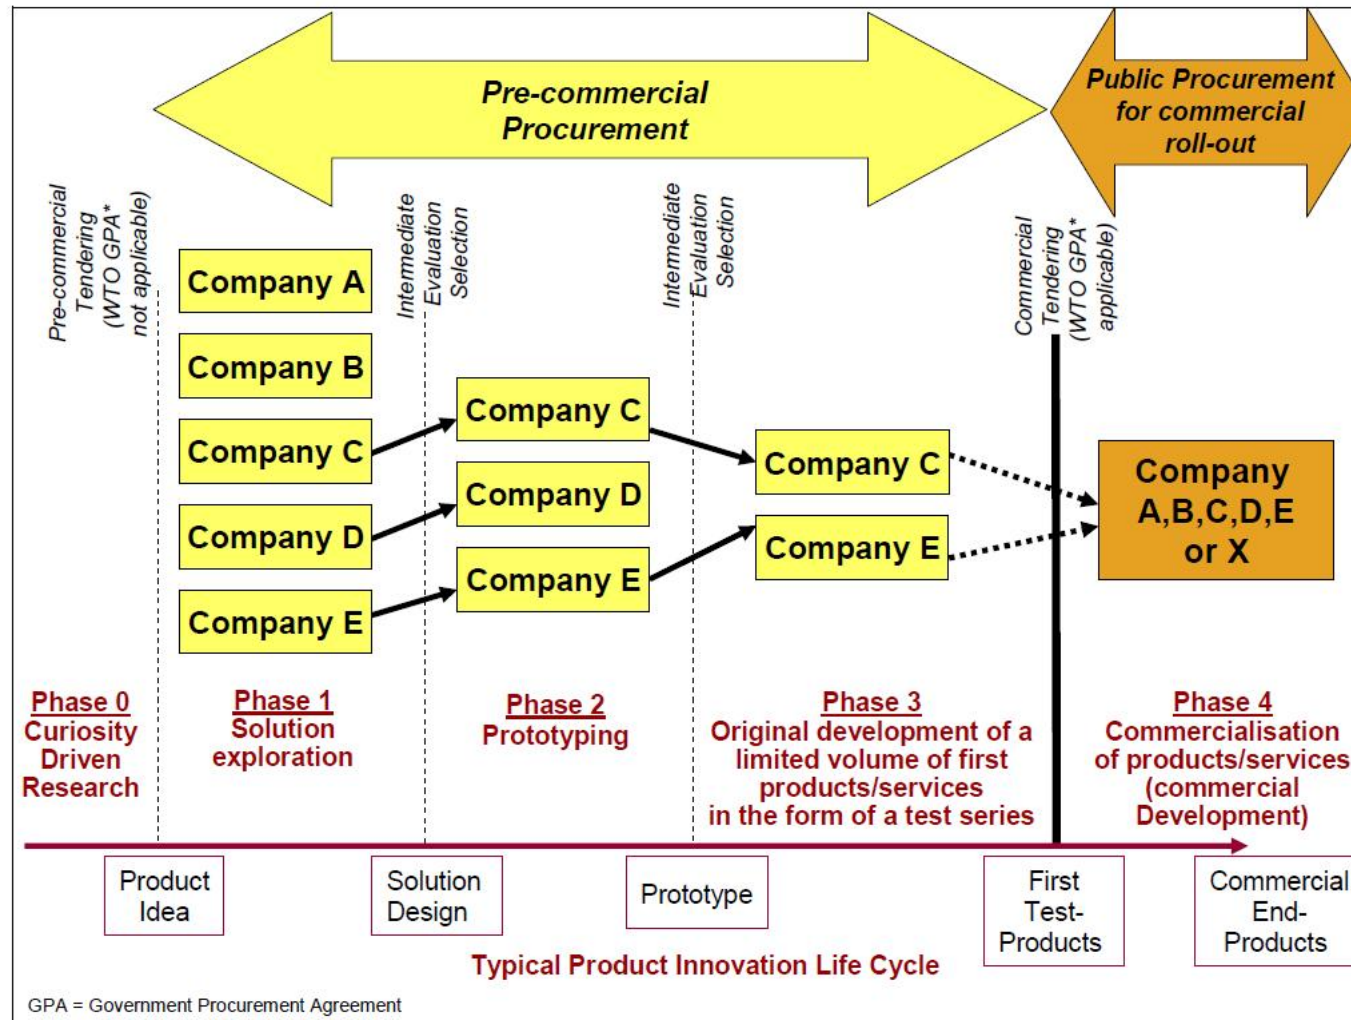 Pre-commercial
Procurement
Public Procurement
for commercial
roll-out
Pre-commercial
Tendering
(WTO GPA*
not applicable)
Intermediate
Evaluation
Selection
Intermediate
Evaluation
Selection
Commercial
Tendering
(WTO GPA*
applicable)
Company A
Company B
Company C
Company D
Company E
Company C
Company D
Company E
Company C
Company E
Company
A,B,C,D,E
or X
Phase 0
Curiosity
Driven
Research
Phase 1
Solution
exploration
Phase 2
Prototyping
Phase 3
Original development of a
limited volume of first
products/services
in the form of a test series
Phase 4
Commercialisation
of products/services
(commercial
Development)
Product
Idea
Solution
Design
Prototype
First
Test-
Products
Commercial
End-
Products
Typical Product Innovation Life Cycle
GPA = Government Procurement Agreement